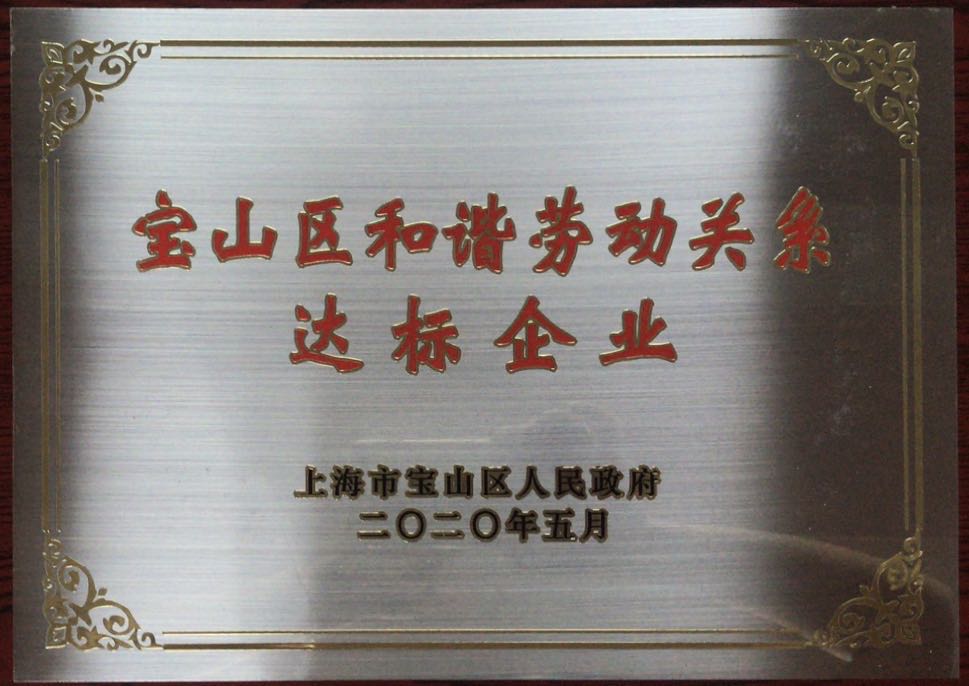 宝山区和谐劳动关系
达标企业
上海市宝山区人民政府
二〇二〇年五月